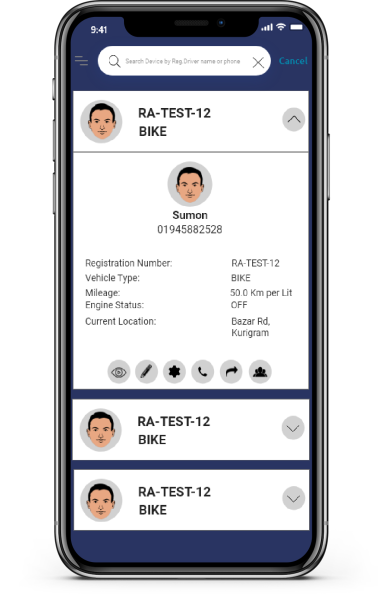 9:41
Search Device by Reg,Driver name or phone
Cancel
RA-TEST-12
BIKE
Sumon
01945882528
Registration Number: RA-TEST-12
Vehicle Type: BIKE
Mileage: 50.0 Km per Lit
Engine Status: OFF
Current Location: Bazar Rd,
Kurigram
RA-TEST-12
BIKE
RA-TEST-12
BIKE